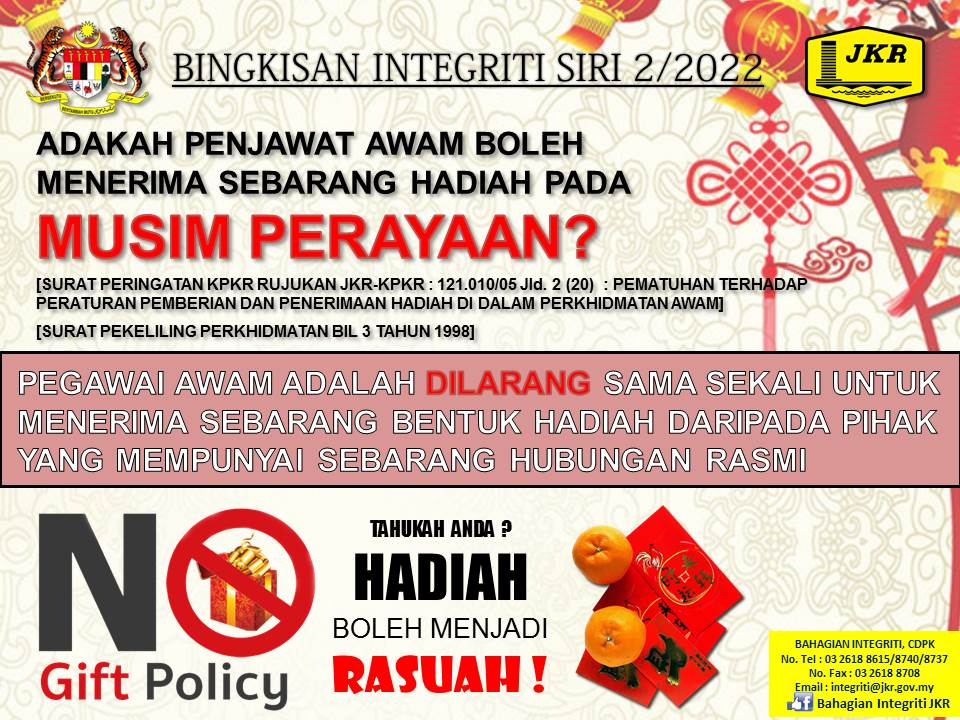 BINGKISAN INTEGRITI SIRI 2/2022
JKR
ADAKAH PENJAWAT AWAM BOLEH
MENERIMA SEBARANG HADIAH PADA
MUSIM PERAYAAN?
[SURAT PERINGATAN KPKR RUJUKAN JKR-KPKR : 121.010/05 Jld. 2 (20) : PEMATUHAN TERHADAP
PERATURAN PEMBERIAN DAN PENERIMAAN HADIAH DI DALAM PERKHIDMATAN AWAM]
[SURAT PEKELILING PERKHIDMATAN BIL 3 TAHUN 1998]
PEGAWAI AWAM ADALAH DILARANG SAMA SEKALI UNTUK
MENERIMA SEBARANG BENTUK HADIAH DARIPADA PIHAK
YANG MEMPUNYAI SEBARANG HUBUNGAN RASMI
NO
Gift Policy
TAHUKAH ANDA ?
HADIAH
BOLEH MENJADI
RASUAH !
BAHAGIAN INTEGRITI, CDPK
No. Tel : 03 2618 8615/8740/8737
No. Fax : 03 2618 8708
Email : integriti@jkr.gov.my
Bahagian Integriti JKR